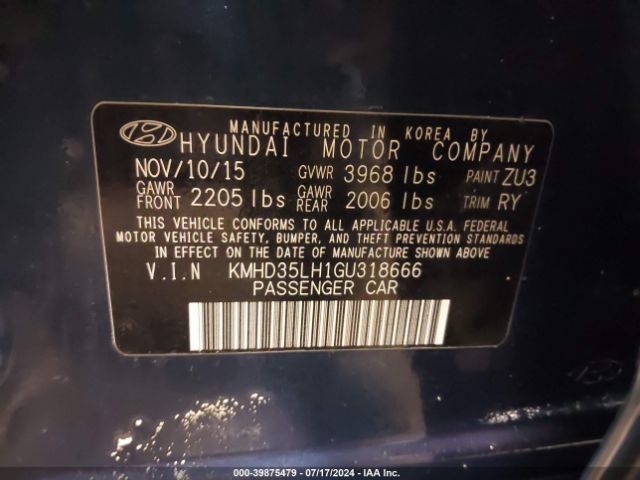 MANUFACTURED IN KOREA BY
HYUNDAI MOTOR COMPANY
NOV/10/15 GVWR 3968 lbs PAINT ZU3
GAWR FRONT 2205 lbs GAWR REAR 2006 lbs TRIM RY
THIS VEHICLE CONFORMS TO ALL APPLICABLE U.S.A. FEDERAL
MOTOR VEHICLE SAFETY, BUMPER, AND THEFT PREVENTION STANDARDS
IN EFFECT ON THE DATE OF MANUFACTURE SHOWN ABOVE
V.I.N KMHD35LH1GU318666
PASSENGER CAR
000-39875479 - 07/17/2024 - IAA Inc.